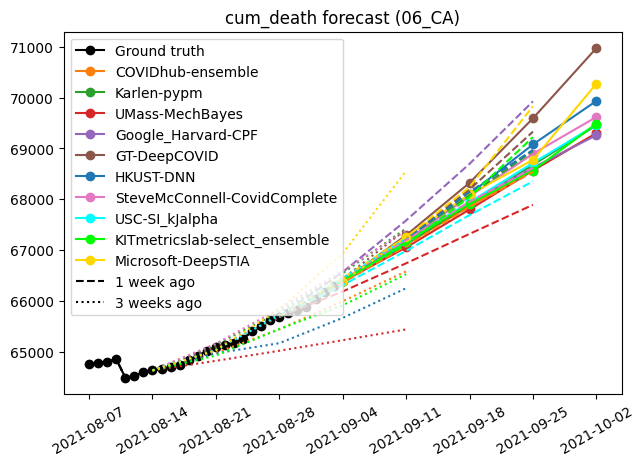 cum_death forecast (06_CA)
71000
70000
69000
68000
67000
66000
65000
Ground truth
COVIDhub-ensemble
Karlen-pypm
UMass-MechBayes
Google_Harvard-CPF
GT-DeepCOVID
HKUST-DNN
SteveMcConnell-CovidComplete
USC-SI_kJalpha
KITmetricslab-select_ensemble
Microsoft-DeepSTIA
1 week ago
3 weeks ago
2021-08-07
2021-08-14
2021-08-21
2021-08-28
2021-09-04
2021-09-11
2021-09-18
2021-09-25
2021-10-02